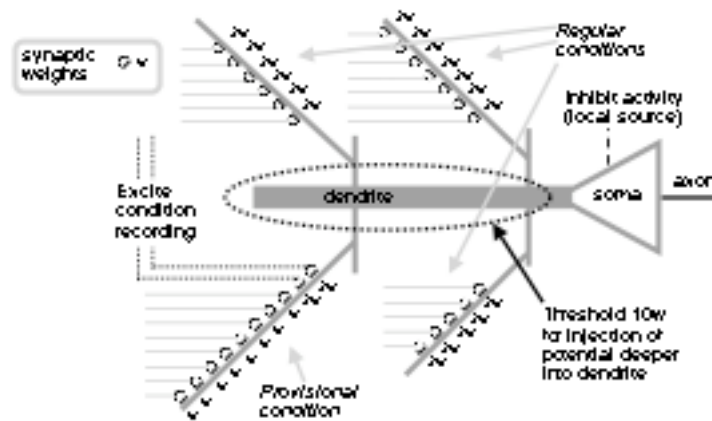 synaptic
weights
Regular
conditions
Inhibit activity
(local source)
Excite
condition
recording
dendrite
soma
axon
Threshold 10w
for injection of
potential deeper
into dendrite
Provisional
condition